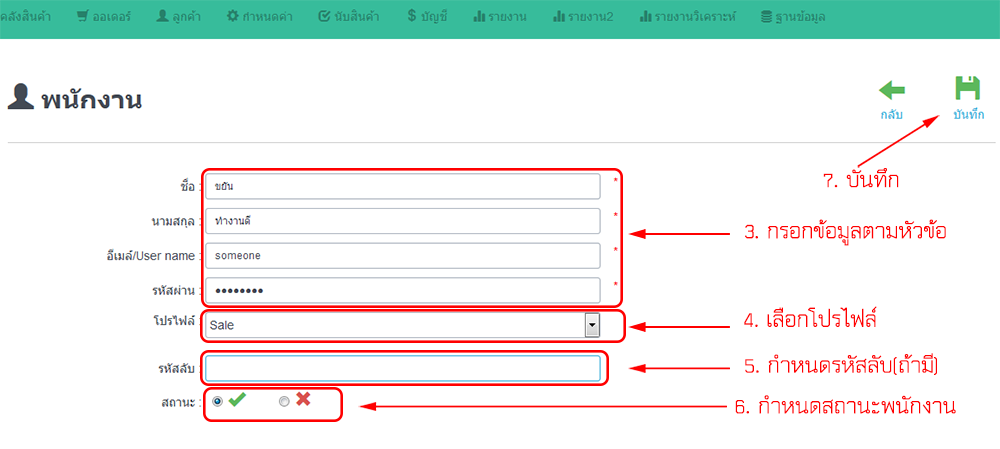 คลังสินค้า ออเดอร์ ลูกค้า กำหนดค่า นับสินค้า $ บัญชี รายงาน รายงาน2 รายงานวิเคราะห์ ฐานข้อมูล
พนักงาน
กลับ บันทึก
7. บันทึก
ชื่อ : ขยัน *
นามสกุล : ทำงานดี *
3. กรอกข้อมูลตามหัวข้อ
อีเมล์/User name : someone *
รหัสผ่าน : •••••••• *
โปรไฟล์ : Sale
4. เลือกโปรไฟล์
รหัสลับ :
5. กำหนดรหัสลับ(ถ้ามี)
สถานะ :
6. กำหนดสถานะพนักงาน